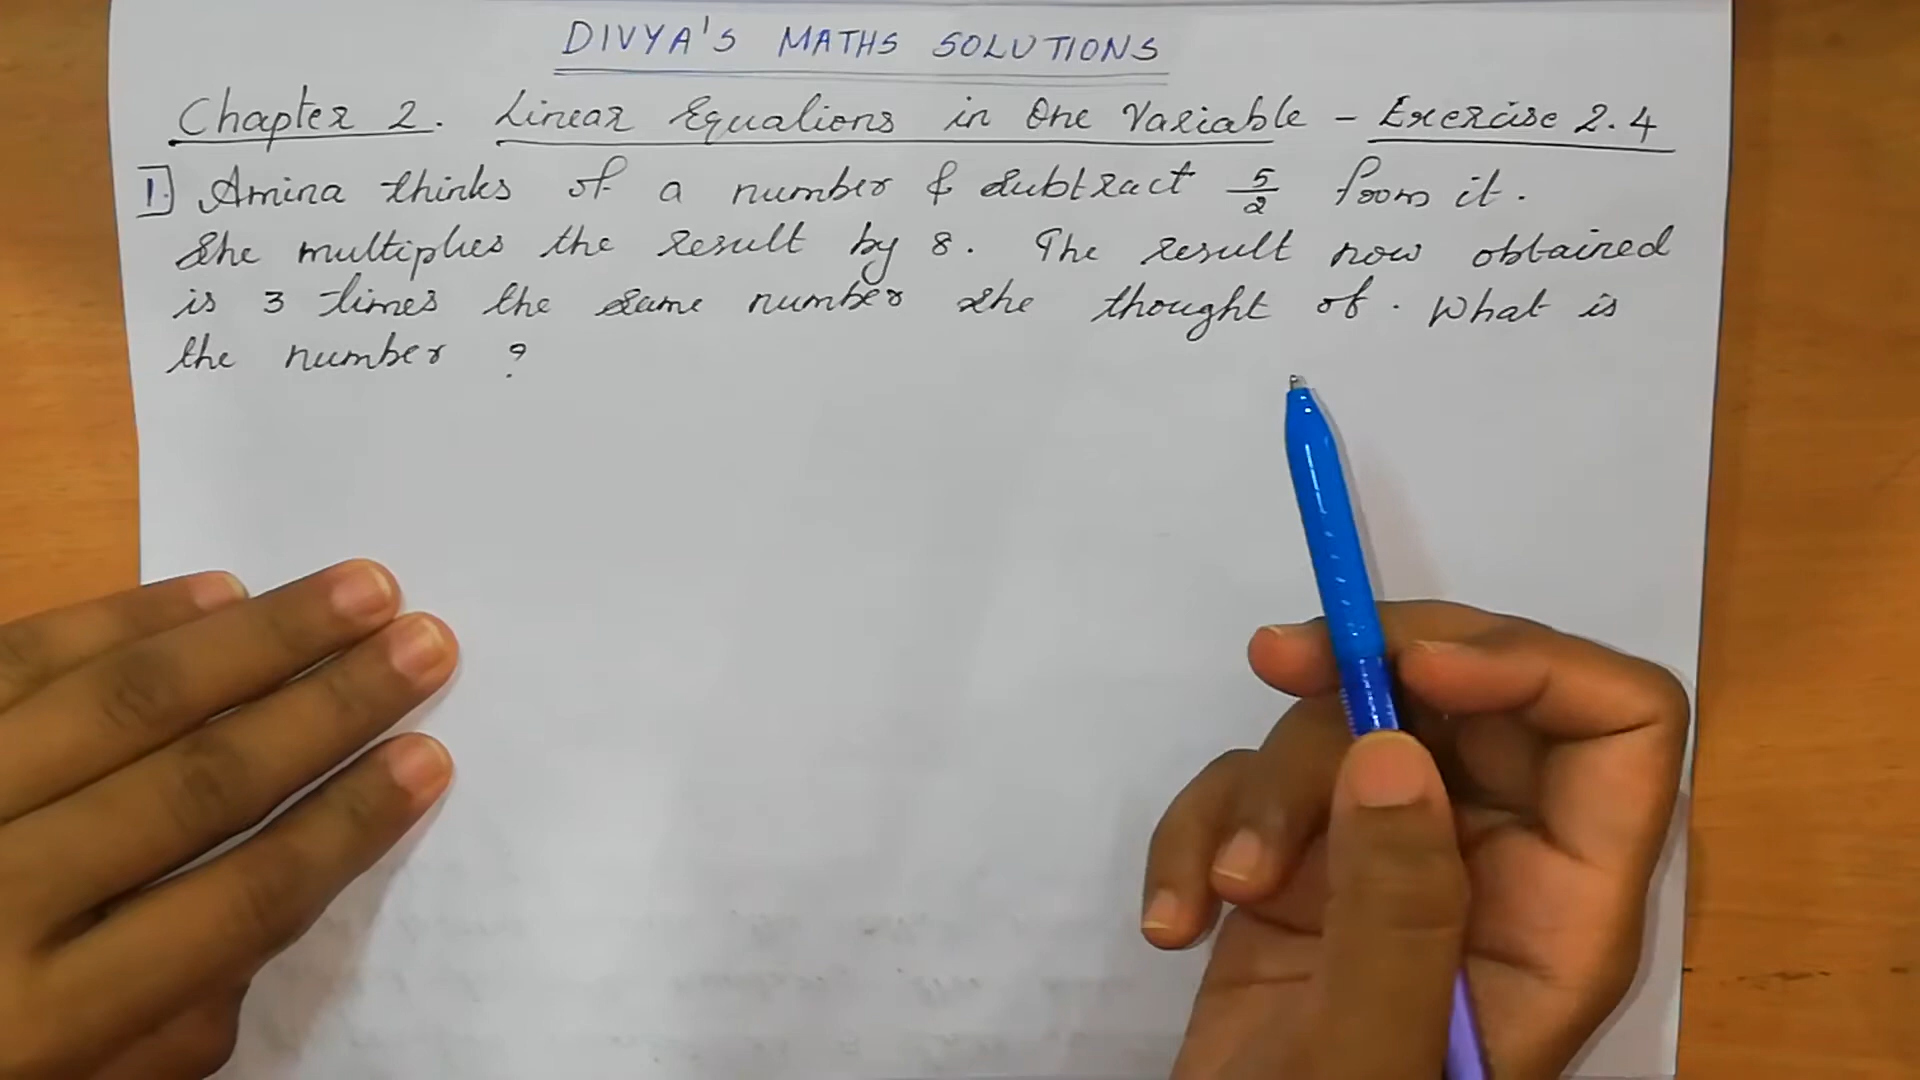 DIVYA'S MATHS SOLUTIONS
Chapter 2. Linear Equations in One Variable - Exercise 2.4
1. Amina thinks of a number & subtract 5/2 from it.
She multiplies the result by 8. The result now obtained
is 3 times the same number she thought of. What is
the number ?